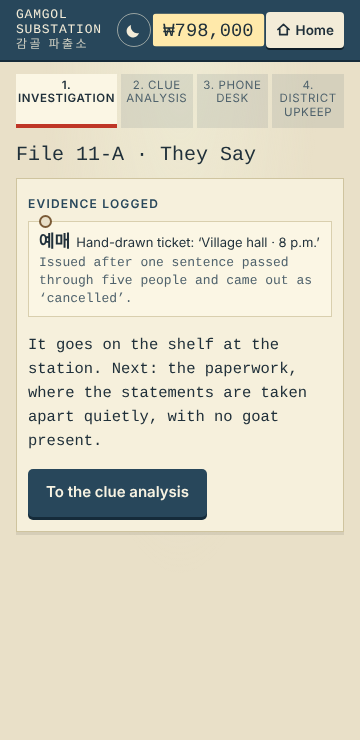 GAMGOL
SUBSTATION
감골 파출소
₩798,000
Home
1.
INVESTIGATION
2. CLUE
ANALYSIS
3. PHONE
DESK
4.
DISTRICT
UPKEEP
File 11-A · They Say
EVIDENCE LOGGED
예매 Hand-drawn ticket: ‘Village hall · 8 p.m.’
Issued after one sentence passed
through five people and came out as
‘cancelled’.
It goes on the shelf at the
station. Next: the paperwork,
where the statements are taken
apart quietly, with no goat
present.
To the clue analysis